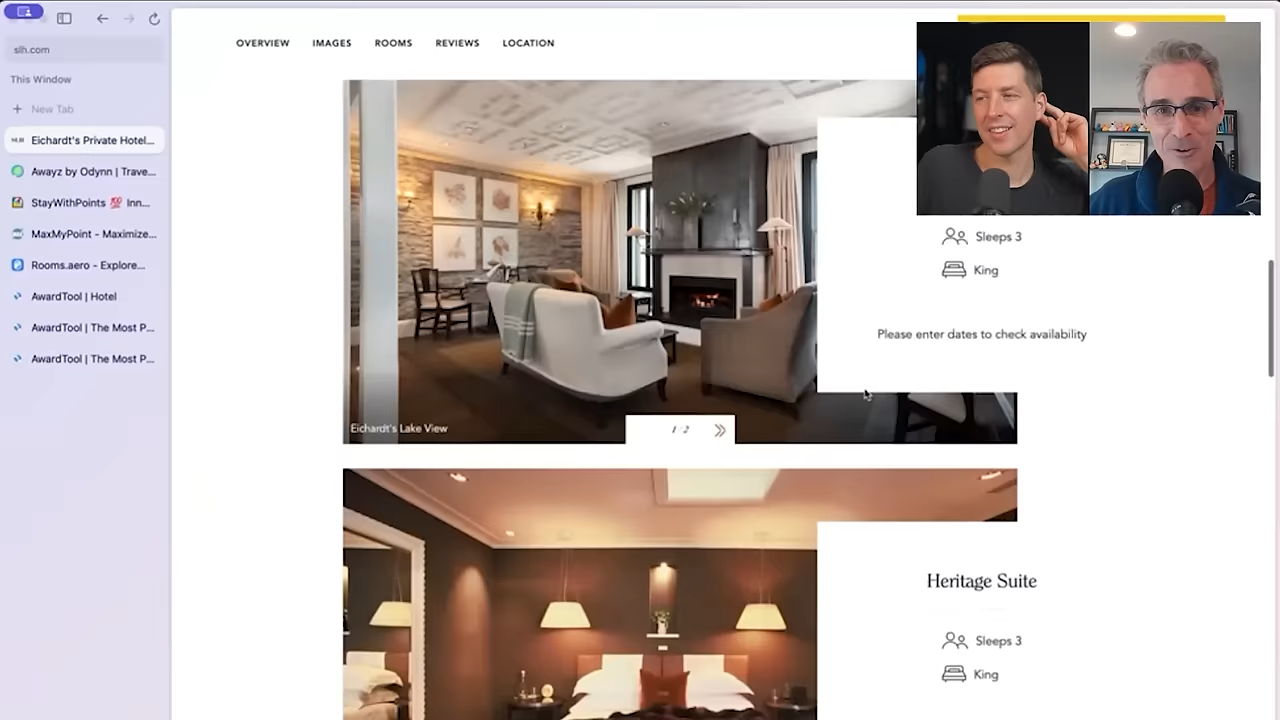 slh.com
This Window
New Tab
Eichardt's Private Hotel...
Awayz by Odynn | Trave...
StayWithPoints 💯 Inn...
MaxMyPoint - Maximize...
Rooms.aero - Explore...
AwardTool | Hotel
AwardTool | The Most P...
AwardTool | The Most P...
OVERVIEW IMAGES ROOMS REVIEWS LOCATION
Sleeps 3
King
Please enter dates to check availability
Eichardt's Lake View
1/2
Heritage Suite
Sleeps 3
King